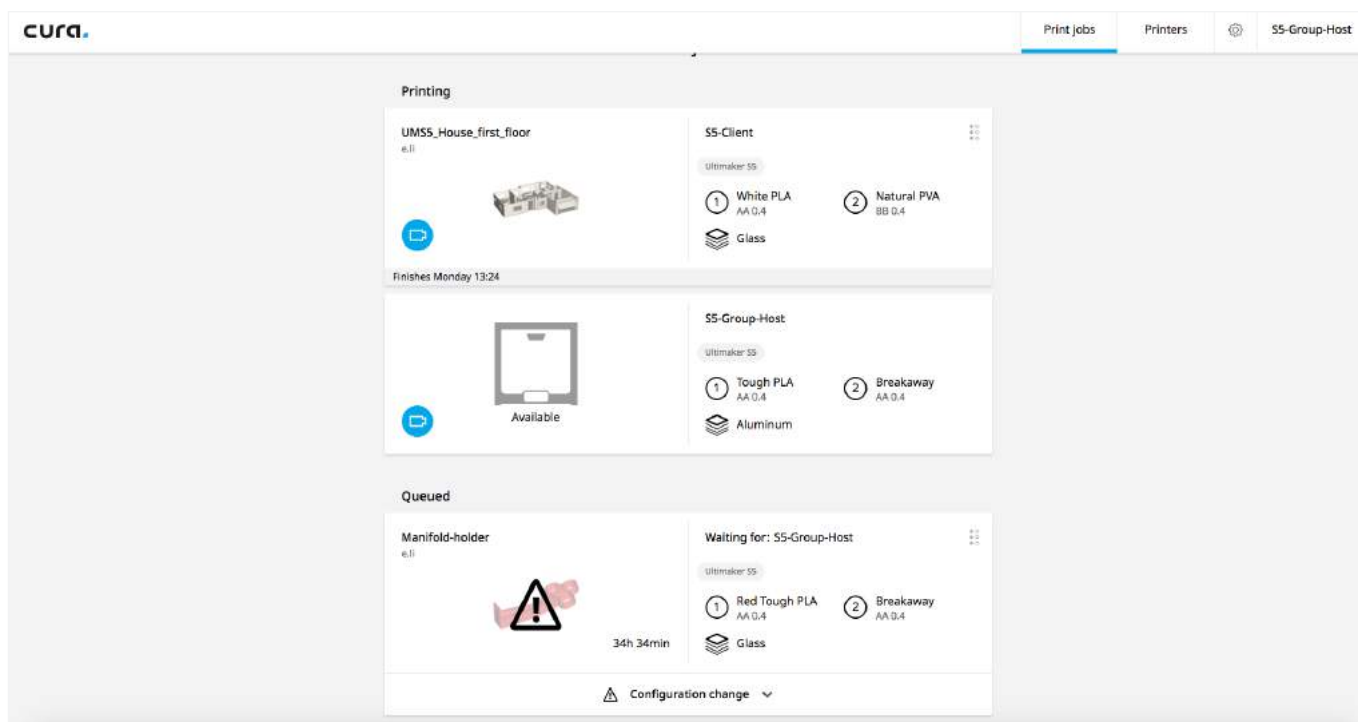 cura.
Print jobs
Printers
S5-Group-Host
Printing
UMS5_House_first_floor
e.li
S5-Client
Ultimaker S5
1 White PLA
AA 0.4
2 Natural PVA
BB 0.4
Glass
Finishes Monday 13:24
S5-Group-Host
Ultimaker S5
1 Tough PLA
AA 0.4
2 Breakaway
AA 0.4
Available
Aluminum
Queued
Manifold-holder
e.li
Waiting for: S5-Group-Host
Ultimaker S5
1 Red Tough PLA
AA 0.4
2 Breakaway
AA 0.4
34h 34min
Glass
Configuration change